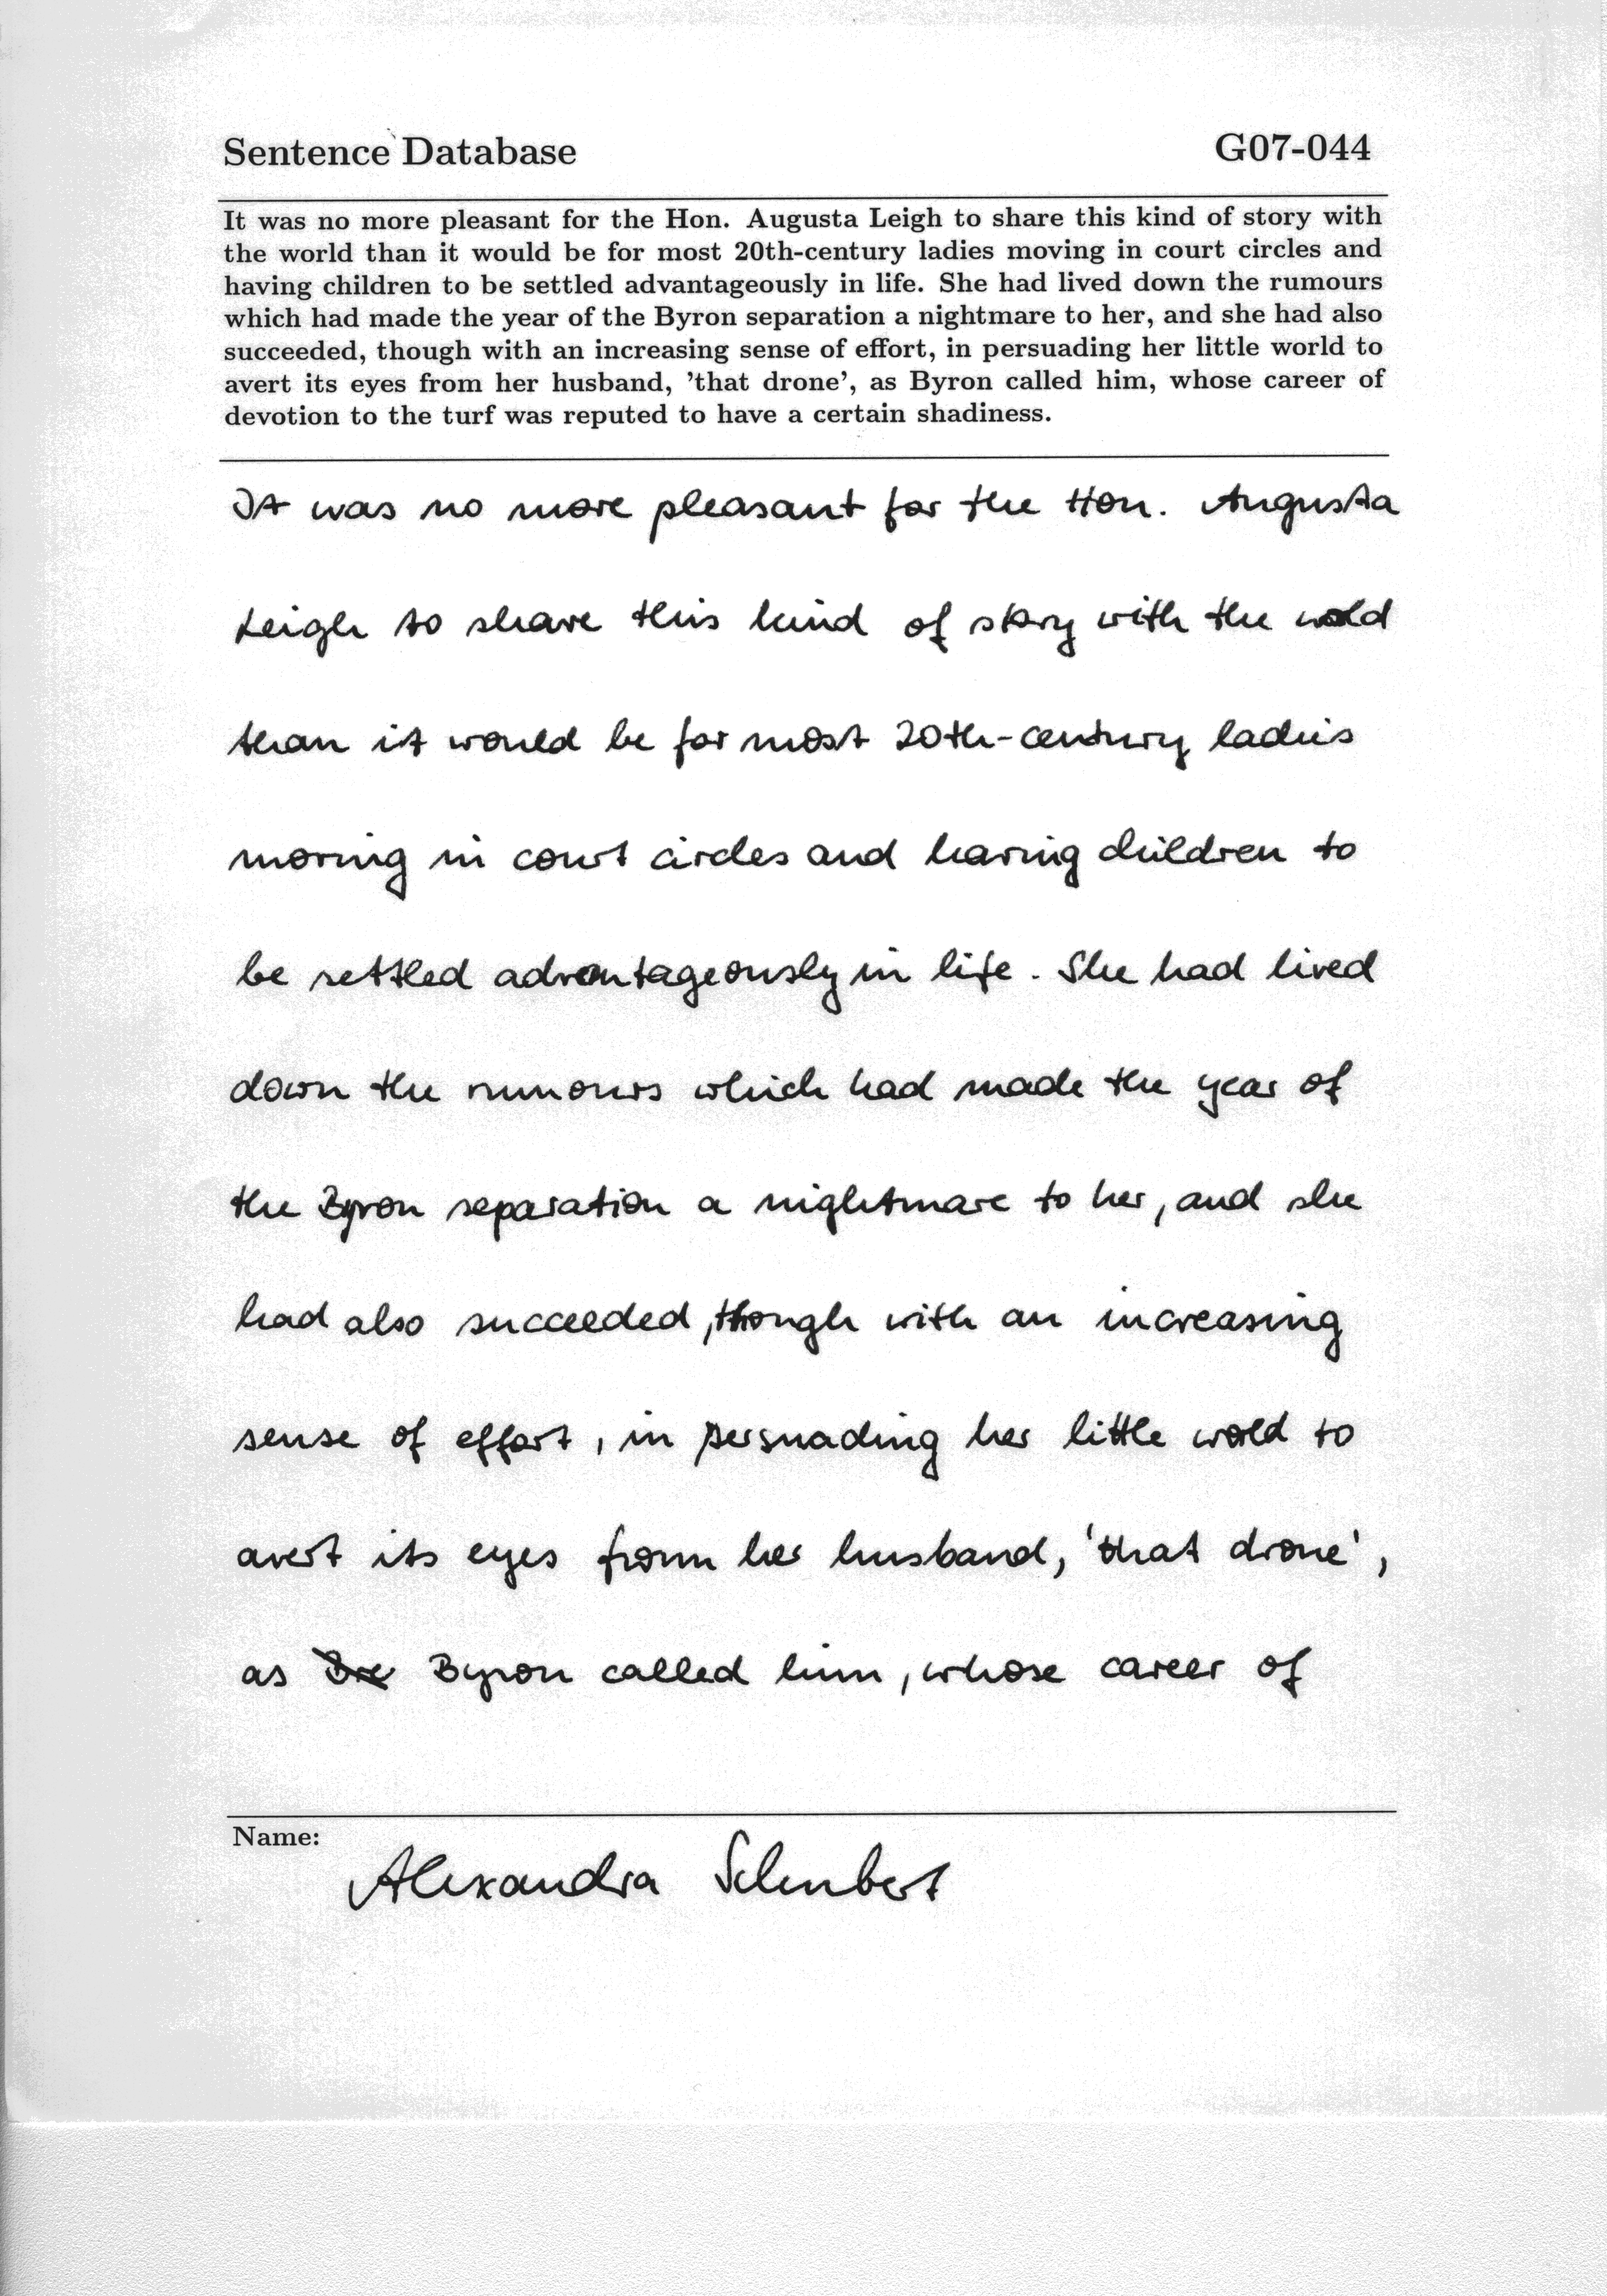 Sentence Database G07-044
It was no more pleasant for the Hon. Augusta Leigh to share this kind of story with
the world than it would be for most 20th-century ladies moving in court circles and
having children to be settled advantageously in life. She had lived down the rumours
which had made the year of the Byron separation a nightmare to her, and she had also
succeeded, though with an increasing sense of effort, in persuading her little world to
avert its eyes from her husband, 'that drone', as Byron called him, whose career of
devotion to the turf was reputed to have a certain shadiness.
It was no more pleasant for the Hon. Augusta
Leigh to share this kind of story with the world
than it would be for most 20th-century ladies
moving in court circles and having children to
be settled advantageously in life. She had lived
down the rumours which had made the year of
the Byron separation a nightmare to her, and she
had also succeeded, though with an increasing
sense of effort, in persuading her little world to
avert its eyes from her husband, 'that drone',
as Byron called him, whose career of
Name:
Alexandra Schubert